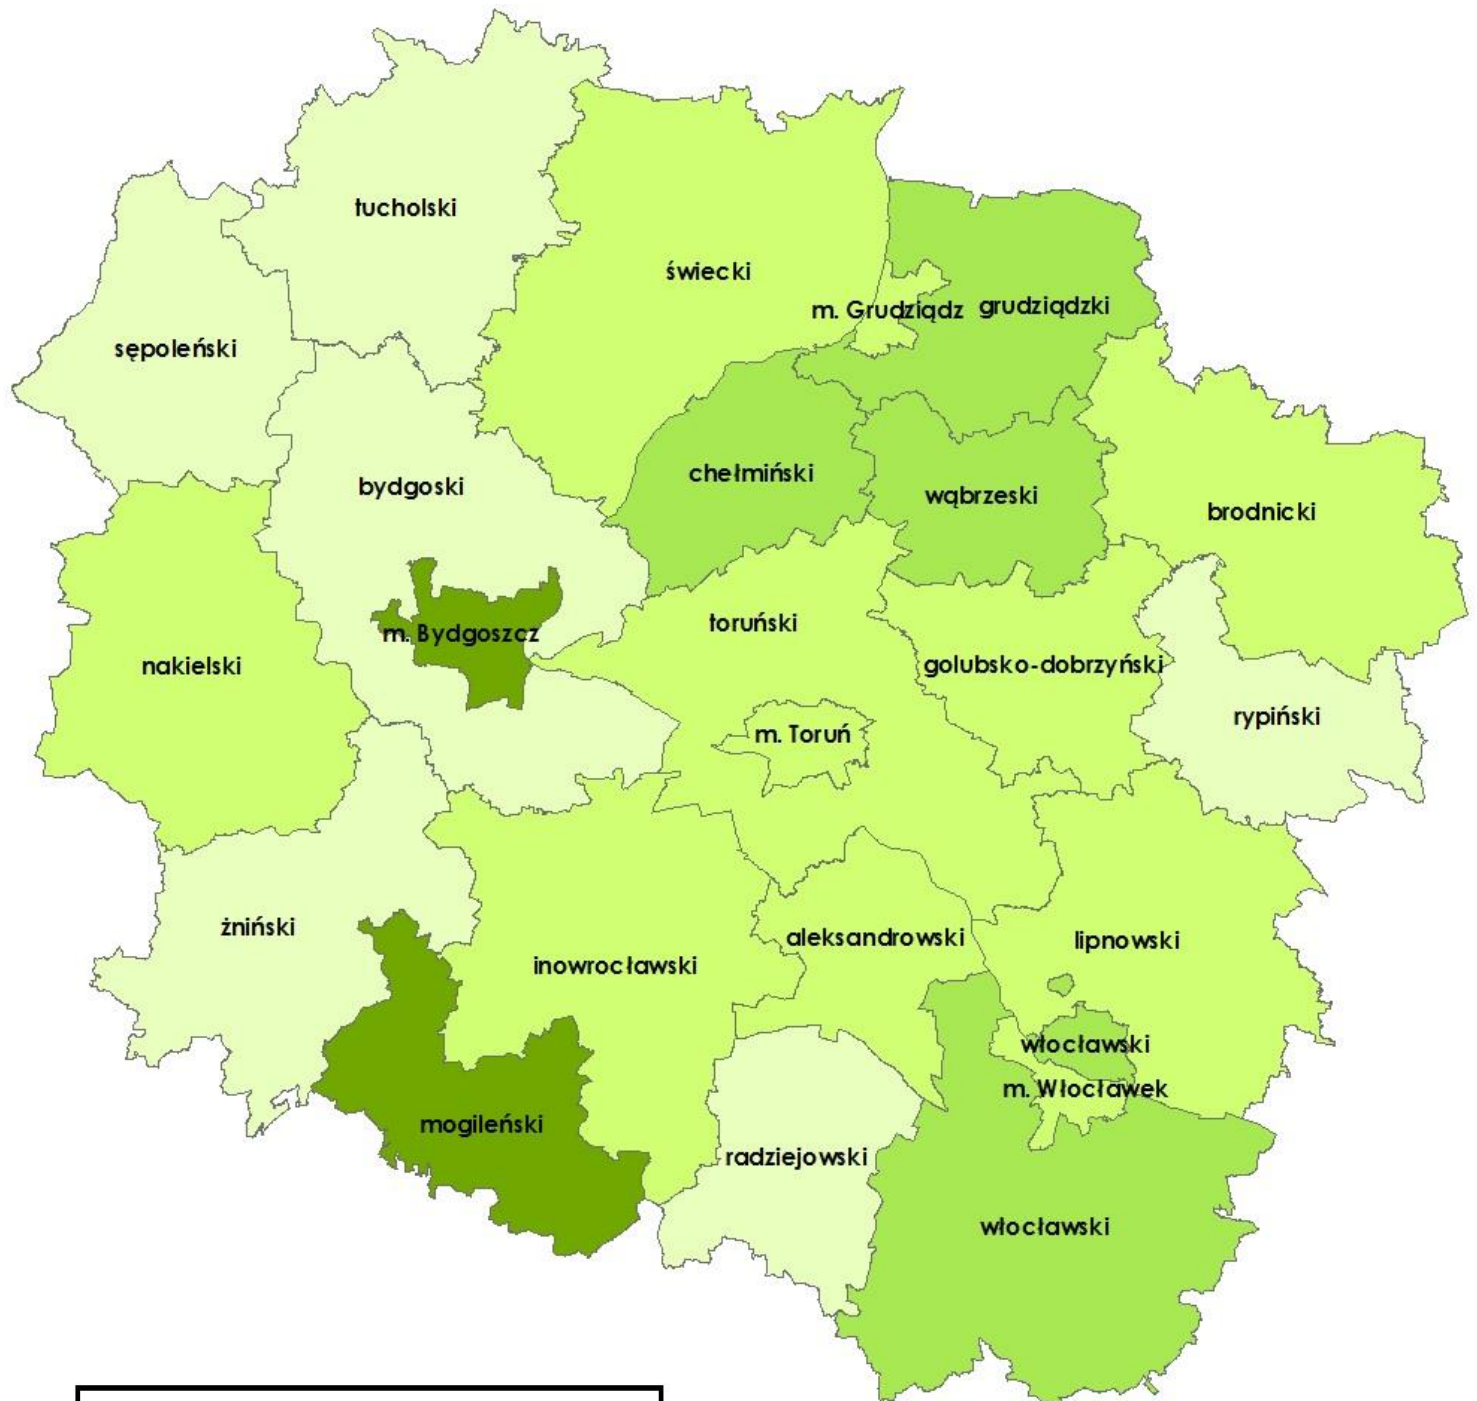 tucholski
świecki
m. Grudziądz
grudziądzki
sępoleński
chełmiński
bydgoski
wąbrzeski
brodnicki
toruński
m. Bydgoszcz
nakielski
golubsko-dobrzyński
rypiński
m. Toruń
żniński
aleksandrowski
lipnowski
inowrocławski
włocławski
m. Włocławek
mogileński
radziejowski
włocławski